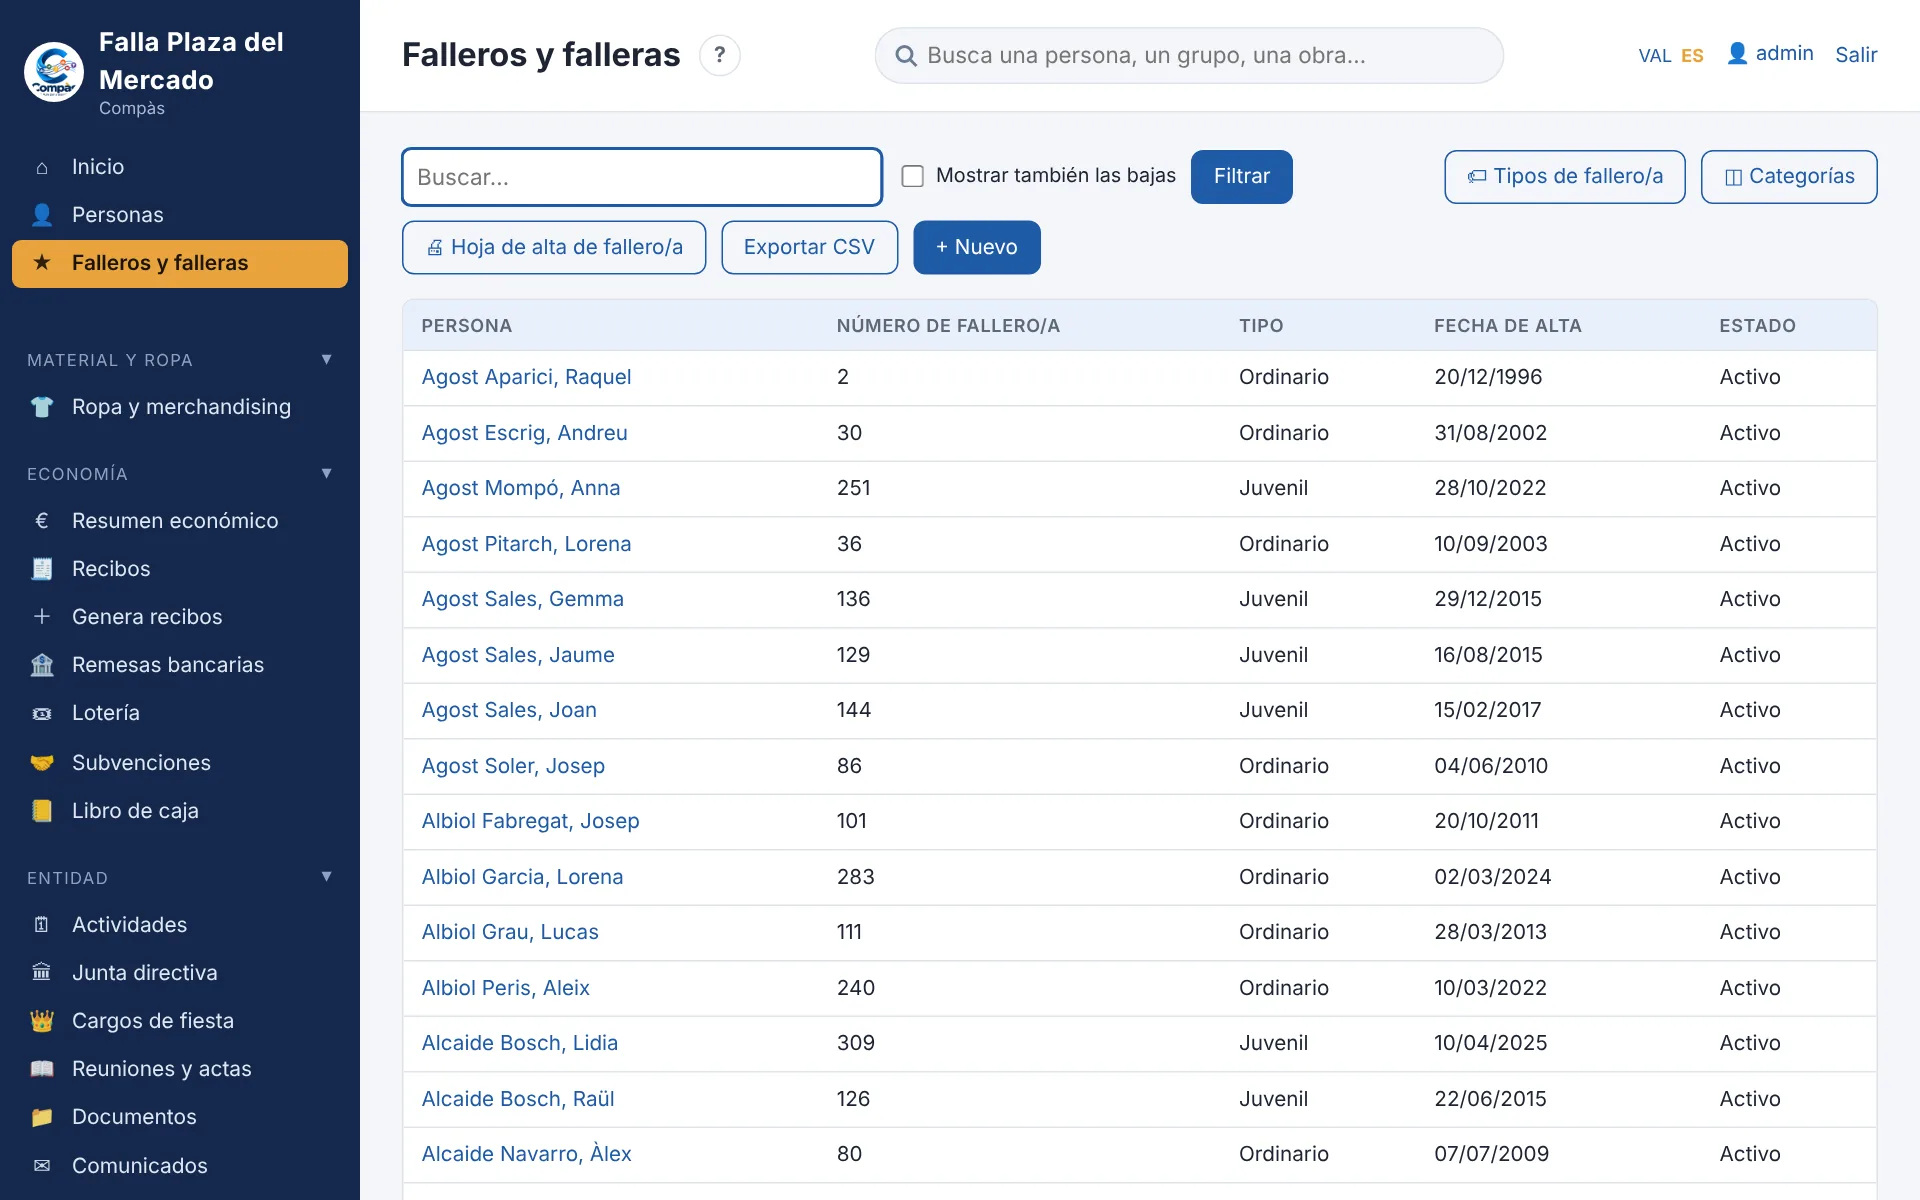 Falla Plaza del
Mercado
Compàs
Compàs
Inicio
Personas
★ Falleros y falleras
MATERIAL Y ROPA ▼
Ropa y merchandising
ECONOMÍA ▼
€ Resumen económico
Recibos
+ Genera recibos
Remesas bancarias
Lotería
Subvenciones
Libro de caja
ENTIDAD ▼
Actividades
Junta directiva
Cargos de fiesta
Reuniones y actas
Documentos
Comunicados
Falleros y falleras ?
Busca una persona, un grupo, una obra...
VAL ES admin Salir
Buscar... Mostrar también las bajas Filtrar Tipos de fallero/a Categorías
Hoja de alta de fallero/a Exportar CSV + Nuevo
PERSONA NÚMERO DE FALLERO/A TIPO FECHA DE ALTA ESTADO
Agost Aparici, Raquel 2 Ordinario 20/12/1996 Activo
Agost Escrig, Andreu 30 Ordinario 31/08/2002 Activo
Agost Mompó, Anna 251 Juvenil 28/10/2022 Activo
Agost Pitarch, Lorena 36 Ordinario 10/09/2003 Activo
Agost Sales, Gemma 136 Juvenil 29/12/2015 Activo
Agost Sales, Jaume 129 Juvenil 16/08/2015 Activo
Agost Sales, Joan 144 Juvenil 15/02/2017 Activo
Agost Soler, Josep 86 Ordinario 04/06/2010 Activo
Albiol Fabregat, Josep 101 Ordinario 20/10/2011 Activo
Albiol Garcia, Lorena 283 Ordinario 02/03/2024 Activo
Albiol Grau, Lucas 111 Ordinario 28/03/2013 Activo
Albiol Peris, Aleix 240 Ordinario 10/03/2022 Activo
Alcaide Bosch, Lidia 309 Juvenil 10/04/2025 Activo
Alcaide Bosch, Raül 126 Juvenil 22/06/2015 Activo
Alcaide Navarro, Àlex 80 Ordinario 07/07/2009 Activo